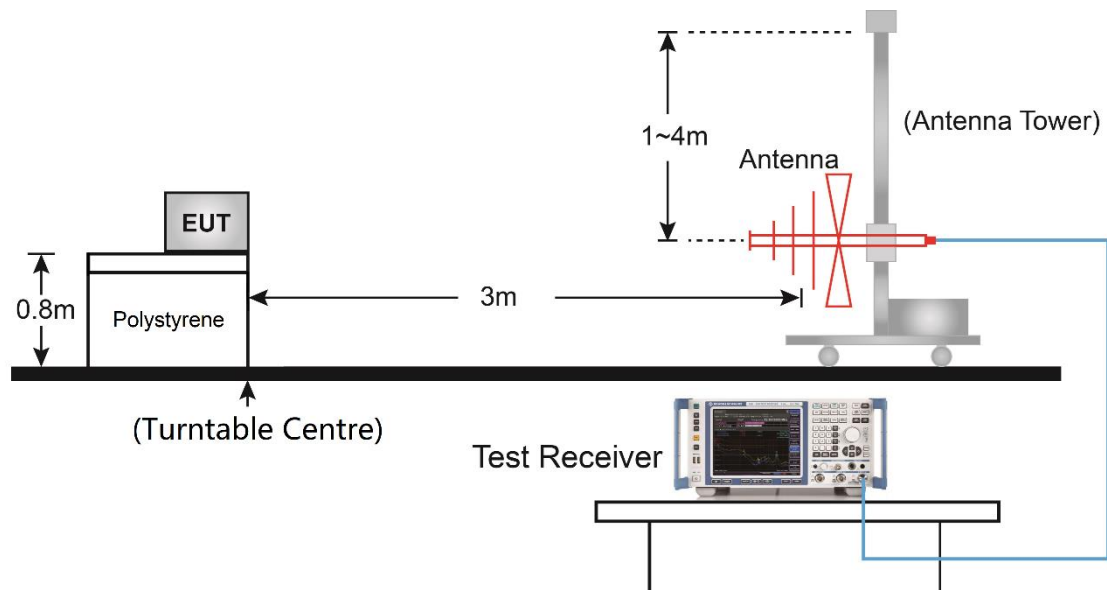 1~4m
(Antenna Tower)
Antenna
EUT
0.8m
Polystyrene
3m
(Turntable Centre)
Test Receiver